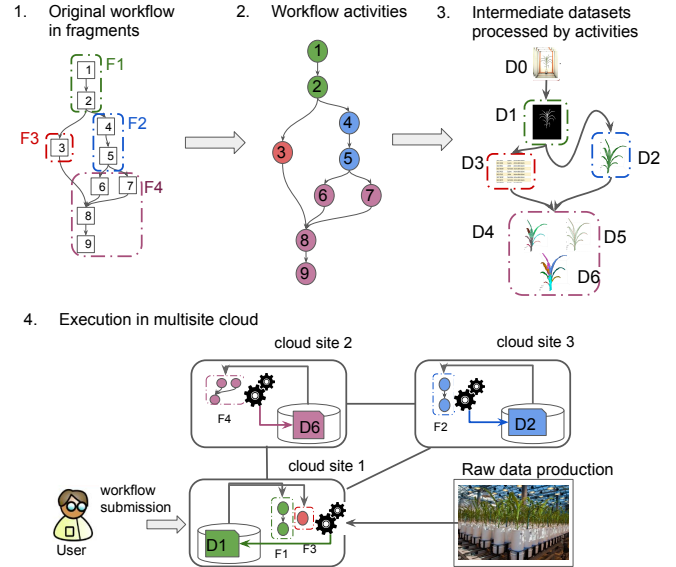 1. Original workflow
in fragments
2. Workflow activities
3. Intermediate datasets
processed by activities
F1
1
2
F2
4
5
F3
3
F4
6
7
8
9
1
2
3
4
5
6
7
8
9
D0
D1
D2
D3
D4
D5
D6
4. Execution in multisite cloud
cloud site 2
F4
D6
cloud site 3
F2
D2
cloud site 1
D1
F1
F3
workflow
submission
User
Raw data production